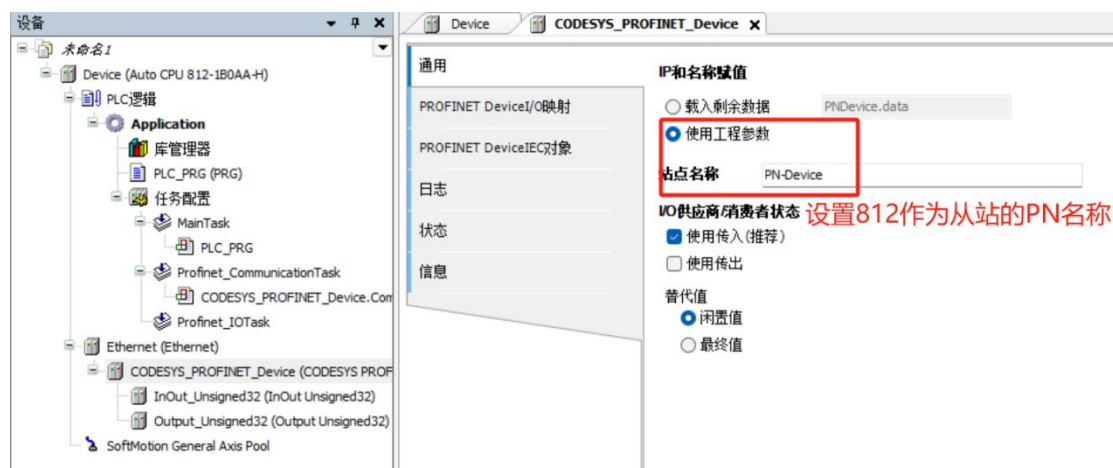 设备
未命名1
Device (Auto CPU 812-1B0AA-H)
PLC逻辑
Application
库管理器
PLC_PRG (PRG)
任务配置
MainTask
PLC_PRG
Profinet_CommunicationTask
CODESYS_PROFINET_Device.Com
Profinet_IOTask
Ethernet (Ethernet)
CODESYS_PROFINET_Device (CODESYS PROF
InOut_Unsigned32 (InOut Unsigned32)
Output_Unsigned32 (Output Unsigned32)
SoftMotion General Axis Pool
Device
CODESYS_PROFINET_Device
通用
PROFINET DeviceI/O映射
PROFINET DeviceIEC对象
日志
状态
信息
IP和名称赋值
载入剩余数据 PNDevice.data
使用工程参数
站点名称 PN-Device
I/O供应商/消费者状态 设置812作为从站的PN名称
使用传入(推荐)
使用传出
替代值
闲置值
最终值